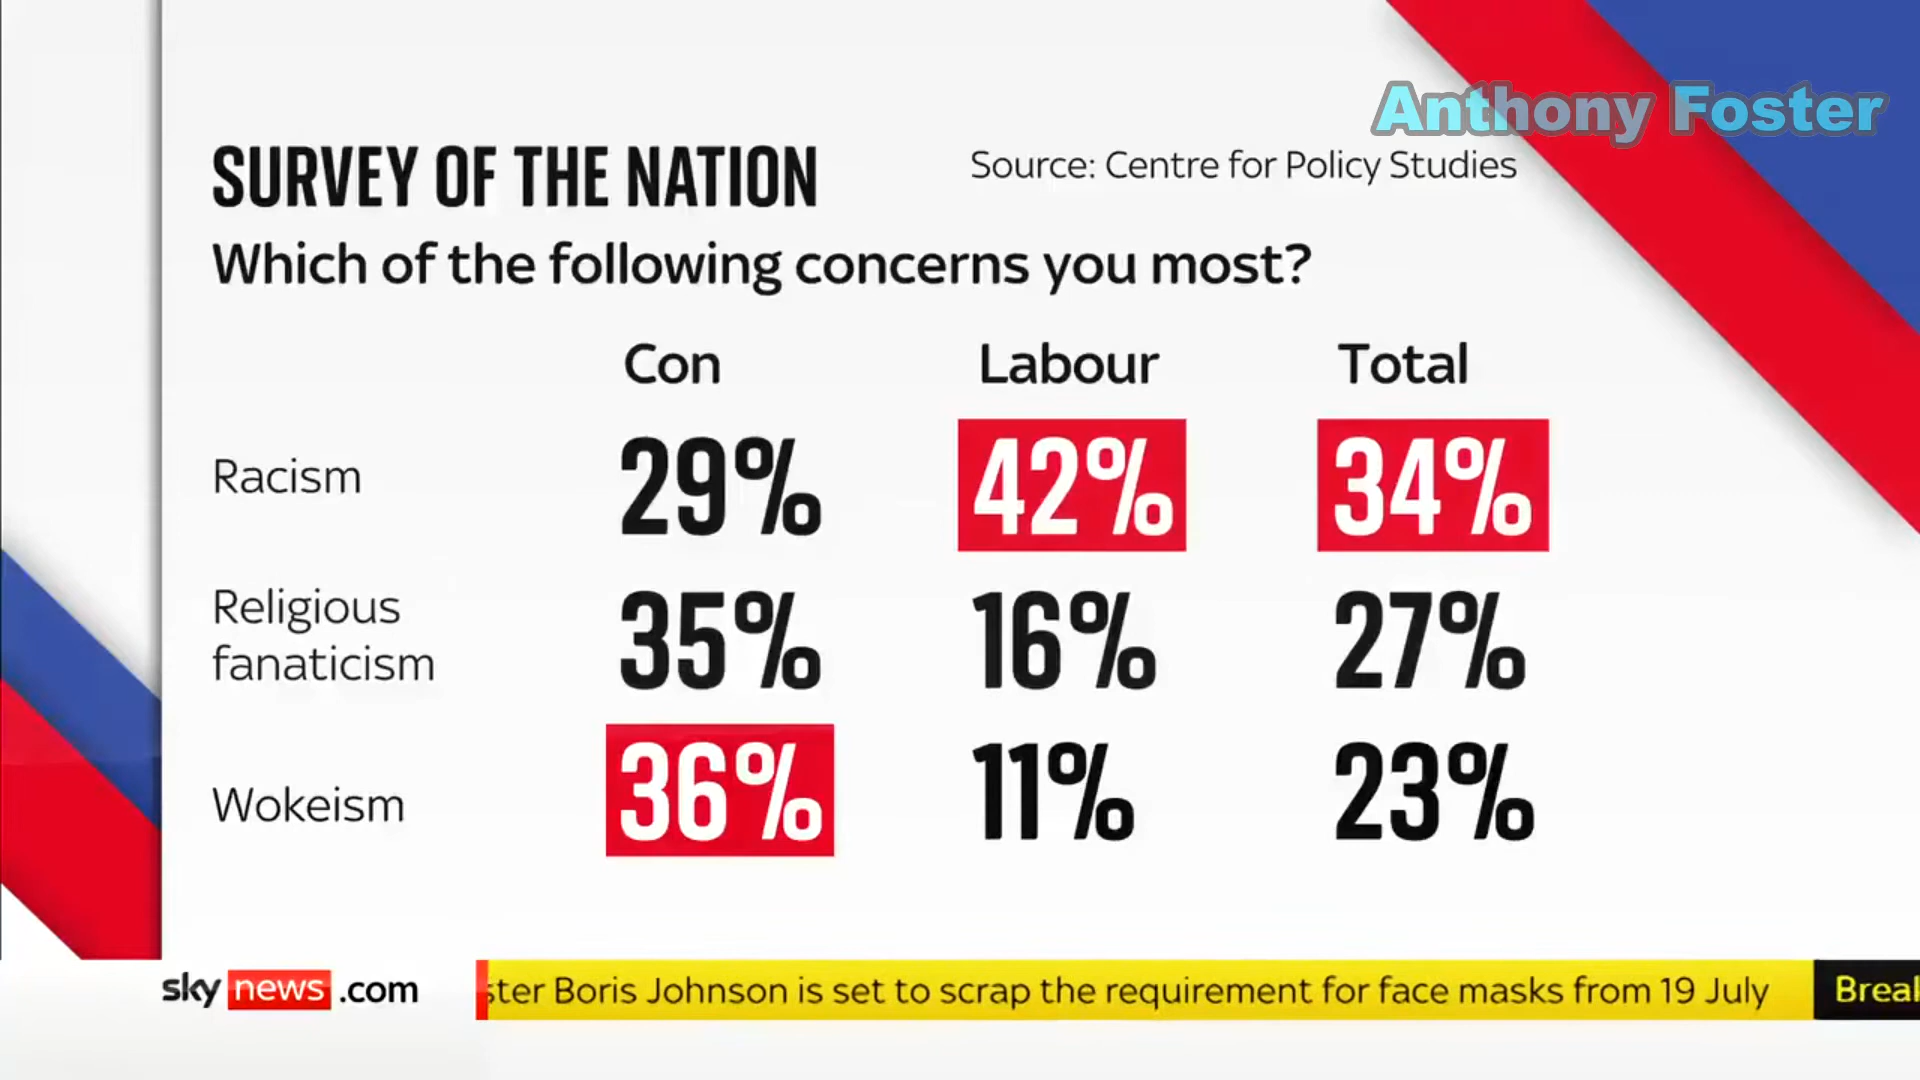 Anthony Foster
SURVEY OF THE NATION
Source: Centre for Policy Studies
Which of the following concerns you most?
Con Labour Total
Racism 29% 42% 34%
Religious
fanaticism 35% 16% 27%
Wokeism 36% 11% 23%
sky news .com
ster Boris Johnson is set to scrap the requirement for face masks from 19 July
Break